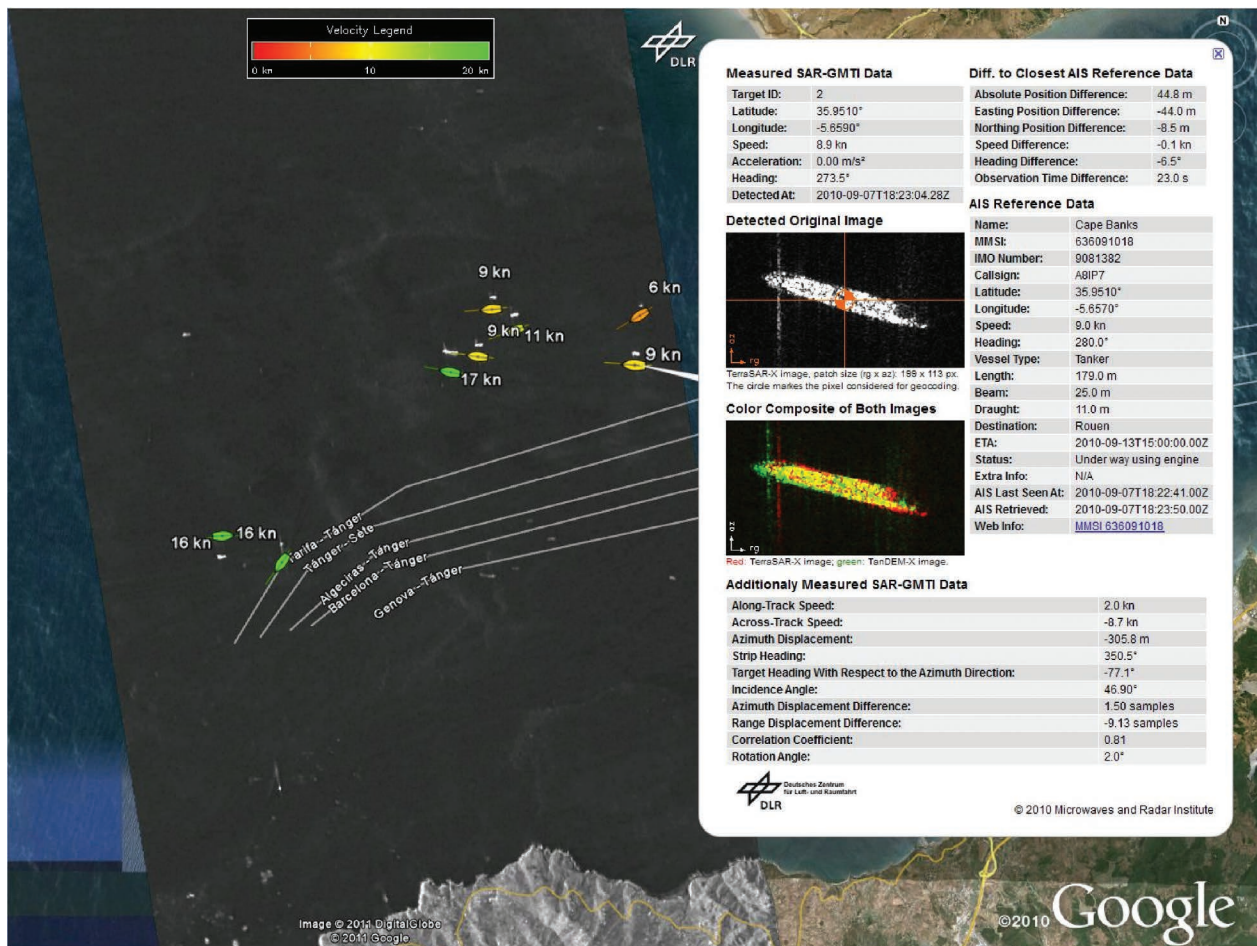 Velocity Legend
0 kn 10 20 kn
DLR
N
9 kn
6 kn
9 kn
11 kn
9 kn
17 kn
16 kn
16 kn
Tarifa--Tánger
Tánger--Séte
Algeciras--Tánger
Barcelona--Tánger
Genova--Tánger
Measured SAR-GMTI Data
Target ID: 2
Latitude: 35.9510°
Longitude: -5.6590°
Speed: 8.9 kn
Acceleration: 0.00 m/s²
Heading: 273.5°
Detected At: 2010-09-07T18:23:04.28Z
Detected Original Image
az
rg
TerraSAR-X image, patch size (rg x az): 189 x 113 px.
The circle marks the pixel considered for geocoding.
Color Composite of Both Images
az
rg
Red: TerraSAR-X image; green: TanDEM-X image.
Diff. to Closest AIS Reference Data
Absolute Position Difference: 44.8 m
Easting Position Difference: -44.0 m
Northing Position Difference: -8.5 m
Speed Difference: -0.1 kn
Heading Difference: -6.5°
Observation Time Difference: 23.0 s
AIS Reference Data
Name: Cape Banks
MMSI: 636091018
IMO Number: 9081382
Callsign: A8IP7
Latitude: 35.9510°
Longitude: -5.6570°
Speed: 9.0 kn
Heading: 280.0°
Vessel Type: Tanker
Length: 179.0 m
Beam: 25.0 m
Draught: 11.0 m
Destination: Rouen
ETA: 2010-09-13T15:00:00.00Z
Status: Under way using engine
Extra Info: N/A
AIS Last Seen At: 2010-09-07T18:22:41.00Z
AIS Retrieved: 2010-09-07T18:23:50.00Z
Web Info: MMSI 636091018
Additionaly Measured SAR-GMTI Data
Along-Track Speed: 2.0 kn
Across-Track Speed: -8.7 kn
Azimuth Displacement: -305.8 m
Strip Heading: 350.5°
Target Heading With Respect to the Azimuth Direction: -77.1°
Incidence Angle: 46.90°
Azimuth Displacement Difference: 1.50 samples
Range Displacement Difference: -9.13 samples
Correlation Coefficient: 0.81
Rotation Angle: 2.0°
DLR
Deutsches Zentrum
für Luft- und Raumfahrt
© 2010 Microwaves and Radar Institute
Image © 2011 DigitalGlobe
© 2011 Google
©2010 Google